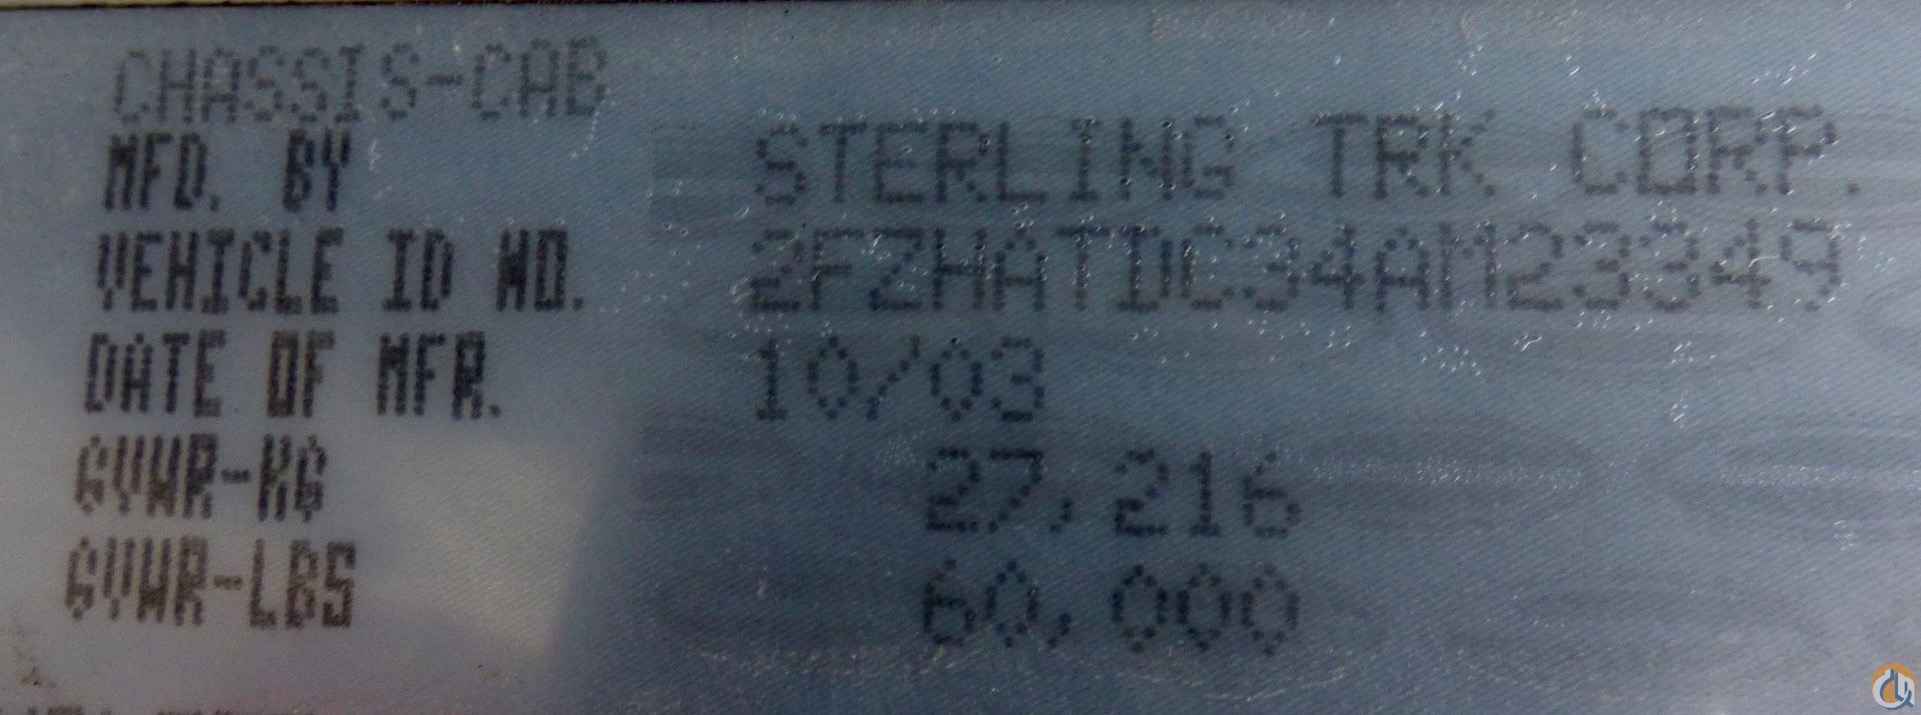 CHASSIS-CAB
MFD. BY STERLING TRK CORP.
VEHICLE ID NO. 2FZHATDC34AM23349
DATE OF MFR. 10/03
GVWR-KG 27,216
GVWR-LBS 60,000